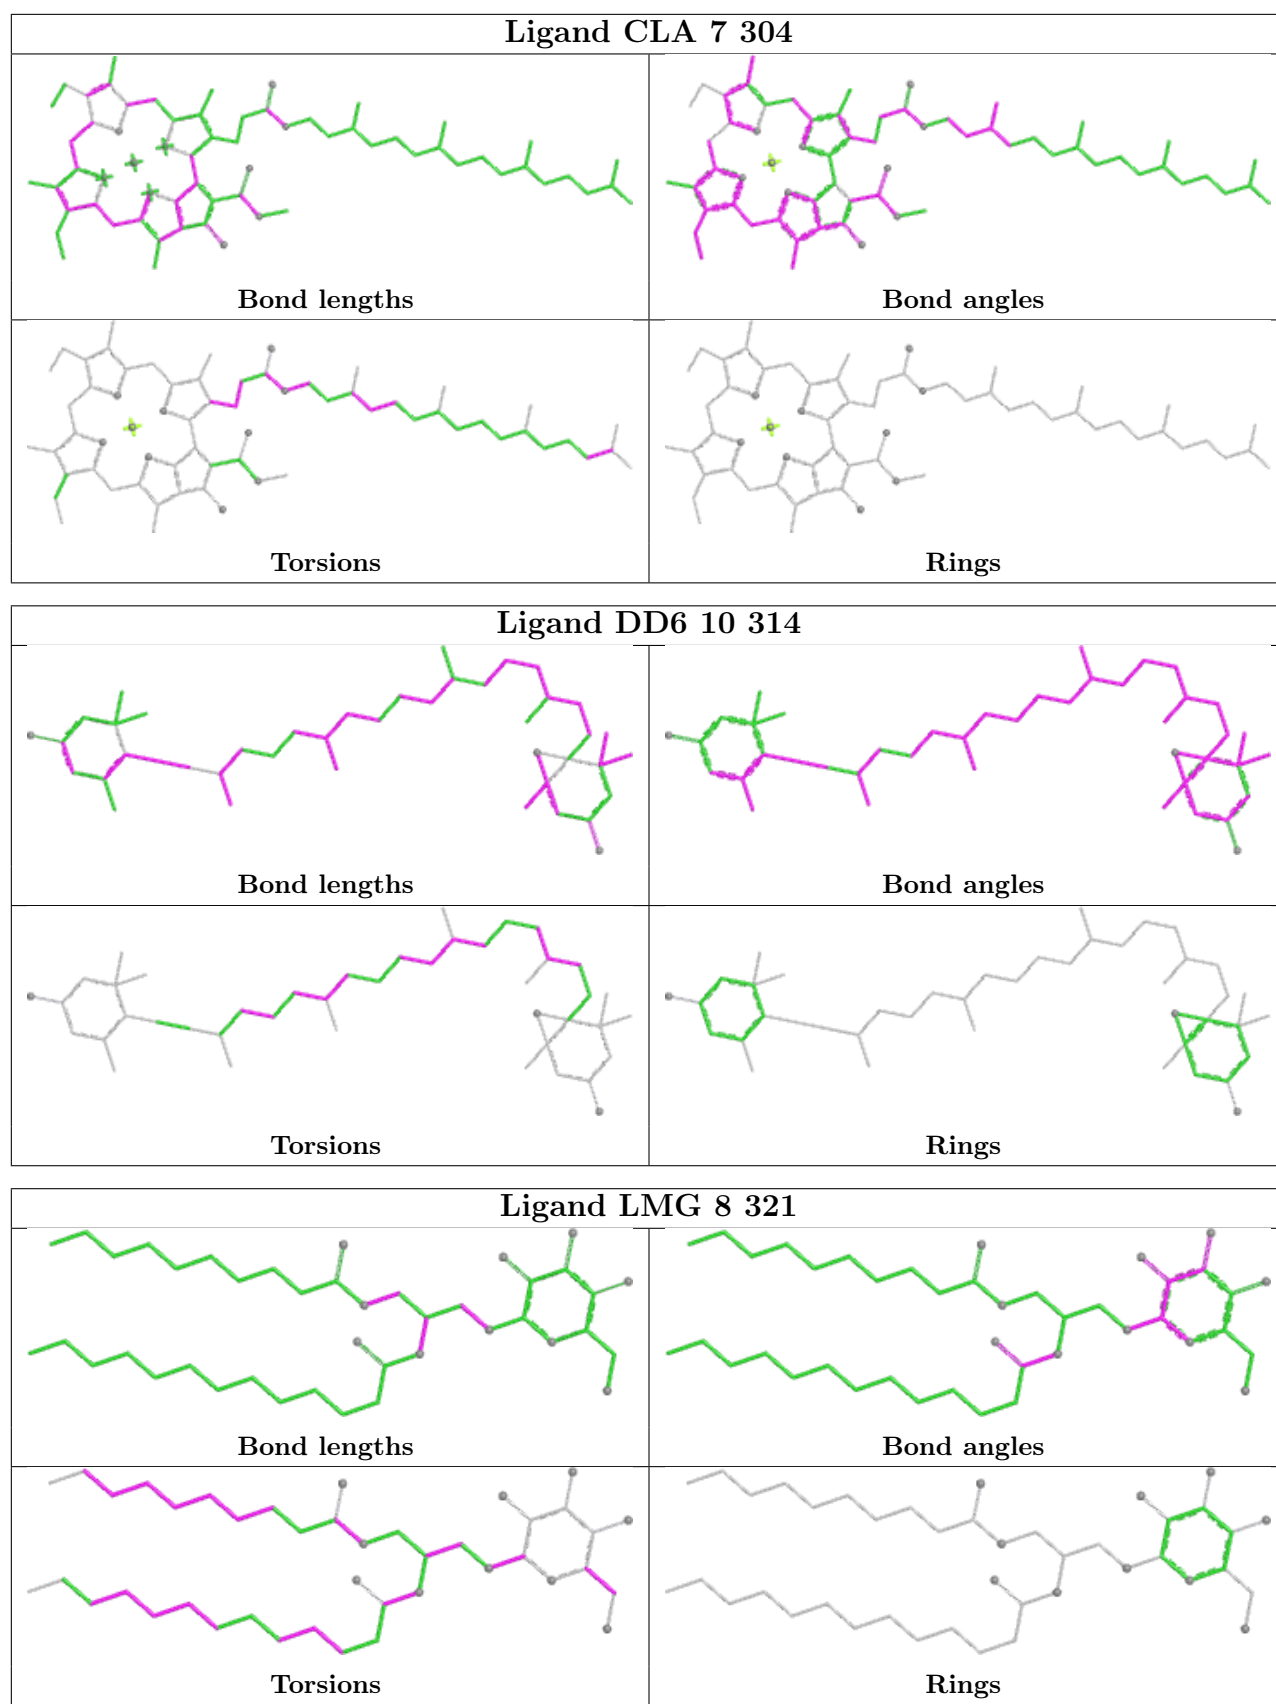 Ligand CLA 7 304
Bond lengths
Bond angles
Torsions
Rings
Ligand DD6 10 314
Bond lengths
Bond angles
Torsions
Rings
Ligand LMG 8 321
Bond lengths
Bond angles
Torsions
Rings